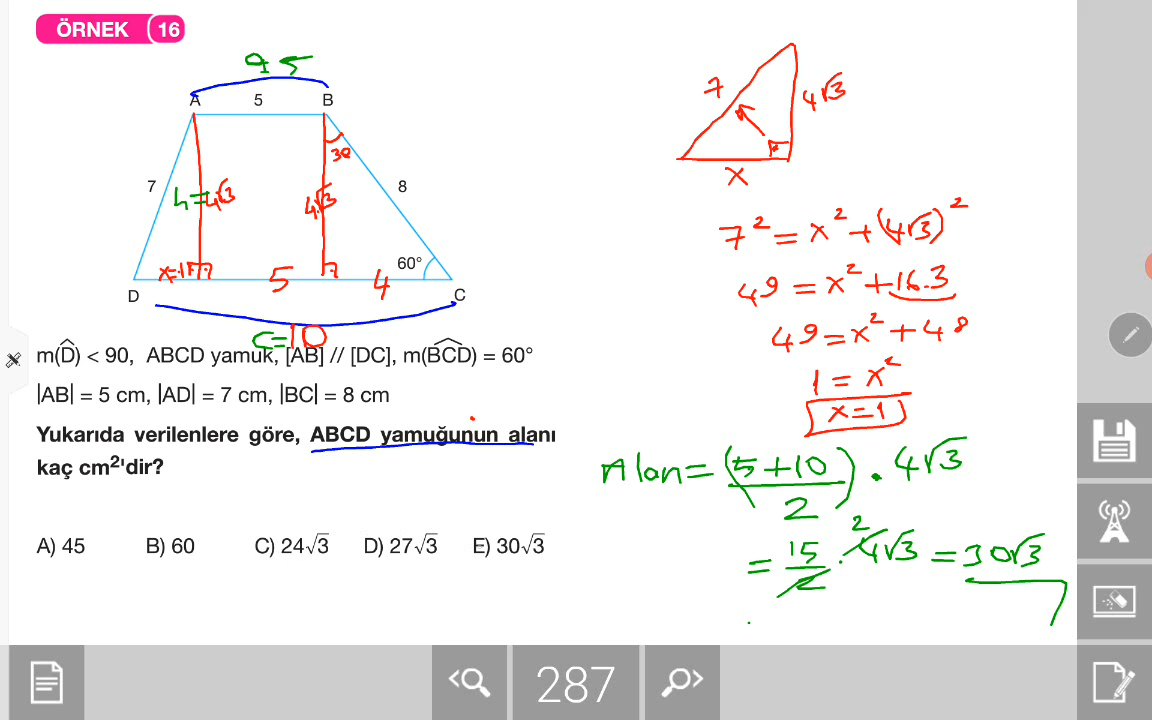 ÖRNEK 16
a 5
A 5 B
30
7 h=4√3 4√3 8
x=1 5 4 60°
D C
c=10
m(D̂) < 90, ABCD yamuk, [AB] // [DC], m(BĈD) = 60°
|AB| = 5 cm, |AD| = 7 cm, |BC| = 8 cm
Yukarıda verilenlere göre, ABCD yamuğunun alanı
kaç cm²'dir?
A) 45 B) 60 C) 24√3 D) 27√3 E) 30√3
7 4√3
x
7² = x² + (4√3)²
49 = x² + 16.3
49 = x² + 48
1 = x²
x = 1
Alan = (5+10)/2 . 4√3
= 15/2 . 4√3 2 = 30√3
287